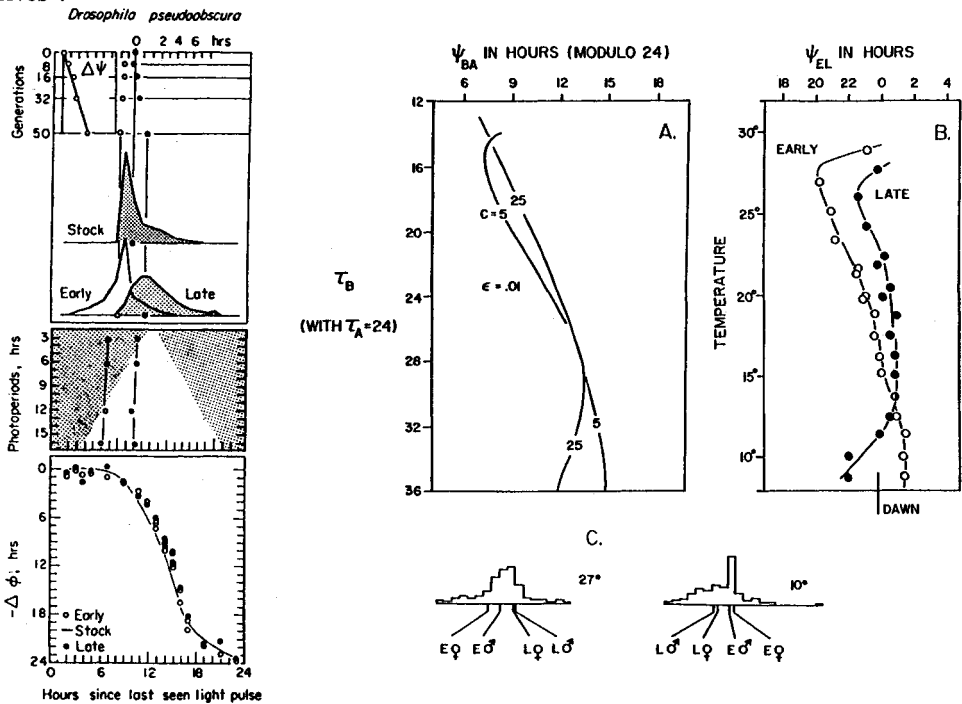 Drosophila pseudoobscura
0 2 4 6 hrs
0
8
16
32
50
Generations
Δψ
Stock
Early
Late
Photoperiods, hrs
3
6
9
12
15
-Δφ; hrs
0
6
12
18
24
○ Early
— Stock
● Late
0 6 12 18 24
Hours since last seen light pulse
ψBA IN HOURS (MODULO 24)
6 9 12 15 18
A.
τB
(WITH τA=24)
12
16
20
24
28
32
36
25
C=5
ε=.01
25
5
ψEL IN HOURS
18 20 22 0 2 4
B.
TEMPERATURE
30°
25°
20°
15°
10°
EARLY
LATE
DAWN
C.
27°
E♀ E♂ L♀ L♂
10°
L♂ L♀ E♂ E♀